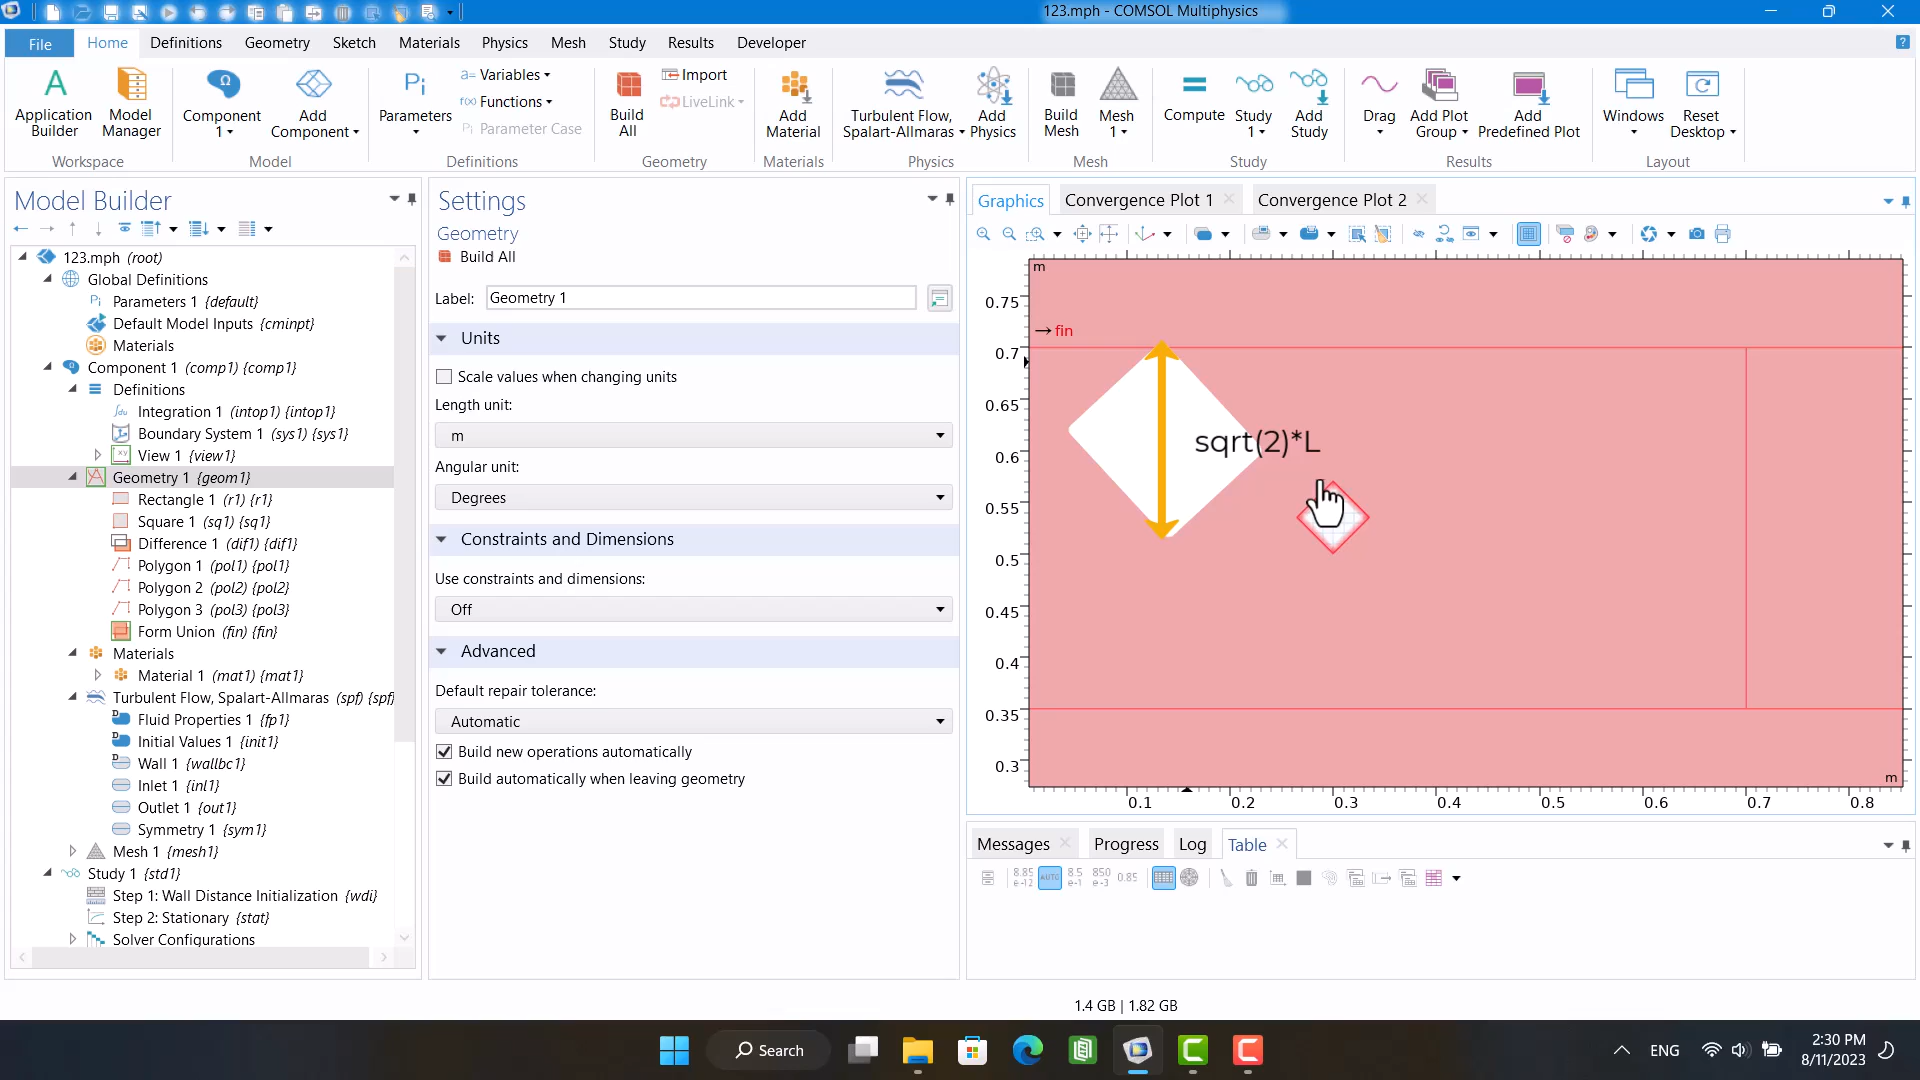 123.mph - COMSOL Multiphysics
File
Home
Definitions
Geometry
Sketch
Materials
Physics
Mesh
Study
Results
Developer
Application Builder
Model Manager
Workspace
Component 1
Add Component
Model
Pi
Parameters
a= Variables
f(x) Functions
Pi Parameter Case
Definitions
Build All
Import
LiveLink
Geometry
Add Material
Materials
Turbulent Flow, Spalart-Allmaras
Add Physics
Physics
Build Mesh
Mesh 1
Mesh
Compute
Study 1
Add Study
Study
Drag
Add Plot Group
Add Predefined Plot
Results
Windows
Reset Desktop
Layout
Model Builder
123.mph (root)
Global Definitions
Parameters 1 {default}
Default Model Inputs {cminpt}
Materials
Component 1 (comp1) {comp1}
Definitions
Integration 1 (intop1) {intop1}
Boundary System 1 (sys1) {sys1}
View 1 {view1}
Geometry 1 {geom1}
Rectangle 1 (r1) {r1}
Square 1 (sq1) {sq1}
Difference 1 (dif1) {dif1}
Polygon 1 (pol1) {pol1}
Polygon 2 (pol2) {pol2}
Polygon 3 (pol3) {pol3}
Form Union (fin) {fin}
Materials
Material 1 (mat1) {mat1}
Turbulent Flow, Spalart-Allmaras (spf) {spf}
Fluid Properties 1 {fp1}
Initial Values 1 {init1}
Wall 1 {wallbc1}
Inlet 1 {inl1}
Outlet 1 {out1}
Symmetry 1 {sym1}
Mesh 1 {mesh1}
Study 1 {std1}
Step 1: Wall Distance Initialization {wdi}
Step 2: Stationary {stat}
Solver Configurations
Settings
Geometry
Build All
Label: Geometry 1
Units
Scale values when changing units
Length unit:
m
Angular unit:
Degrees
Constraints and Dimensions
Use constraints and dimensions:
Off
Advanced
Default repair tolerance:
Automatic
Build new operations automatically
Build automatically when leaving geometry
Graphics
Convergence Plot 1
Convergence Plot 2
m
0.75
fin
0.7
0.65
sqrt(2)*L
0.6
0.55
0.5
0.45
0.4
0.35
0.3
m
0.1 0.2 0.3 0.4 0.5 0.6 0.7 0.8
Messages
Progress
Log
Table
8.85 e-12
AUTO
8.5 e-1
850 e-3
0.85
1.4 GB | 1.82 GB
Search
ENG
2:30 PM
8/11/2023